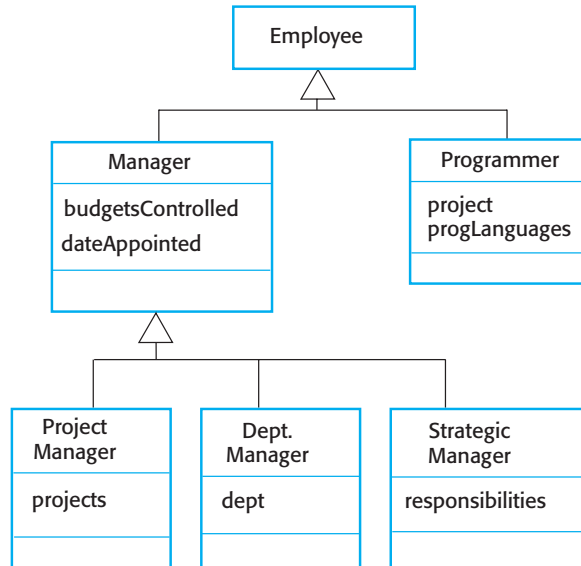 Employee
Manager
budgetsControlled
dateAppointed
Programmer
project
progLanguages
Project
Manager
projects
Dept.
Manager
dept
Strategic
Manager
responsibilities